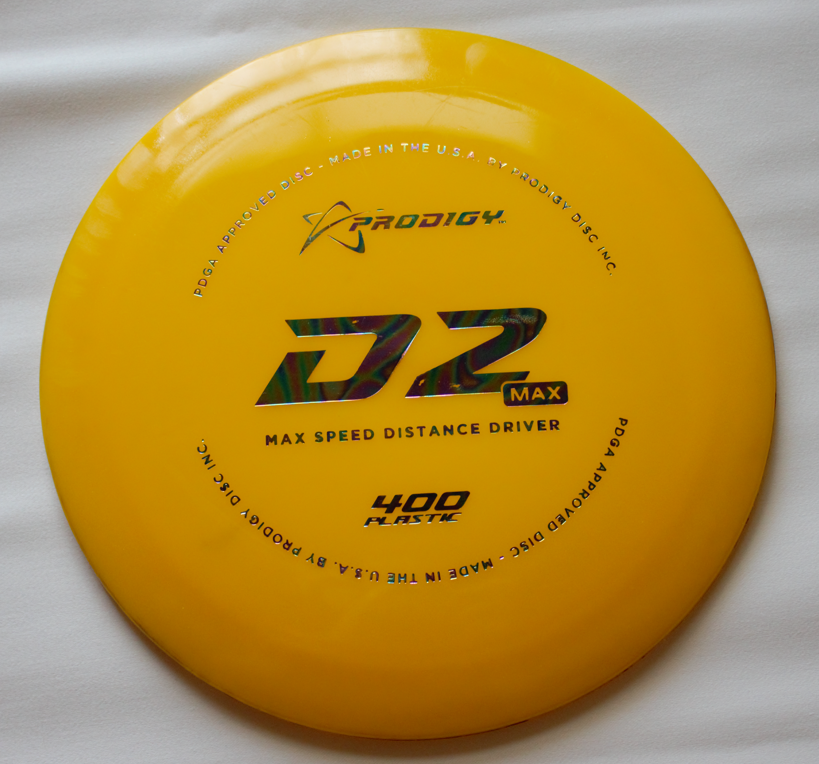 PDGA APPROVED DISC - MADE IN THE U.S.A. BY PRODIGY DISC INC.
PRODIGY
D2
MAX
MAX SPEED DISTANCE DRIVER
400
PLASTIC
PDGA APPROVED DISC - MADE IN THE U.S.A. BY PRODIGY DISC INC.